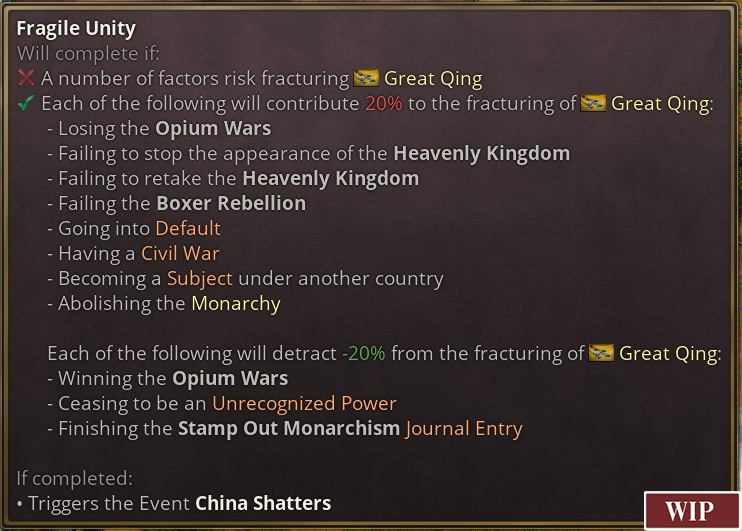 Fragile Unity
Will complete if:
A number of factors risk fracturing Great Qing
Each of the following will contribute 20% to the fracturing of Great Qing:
- Losing the Opium Wars
- Failing to stop the appearance of the Heavenly Kingdom
- Failing to retake the Heavenly Kingdom
- Failing the Boxer Rebellion
- Going into Default
- Having a Civil War
- Becoming a Subject under another country
- Abolishing the Monarchy
Each of the following will detract -20% from the fracturing of Great Qing:
- Winning the Opium Wars
- Ceasing to be an Unrecognized Power
- Finishing the Stamp Out Monarchism Journal Entry
If completed:
• Triggers the Event China Shatters
WIP